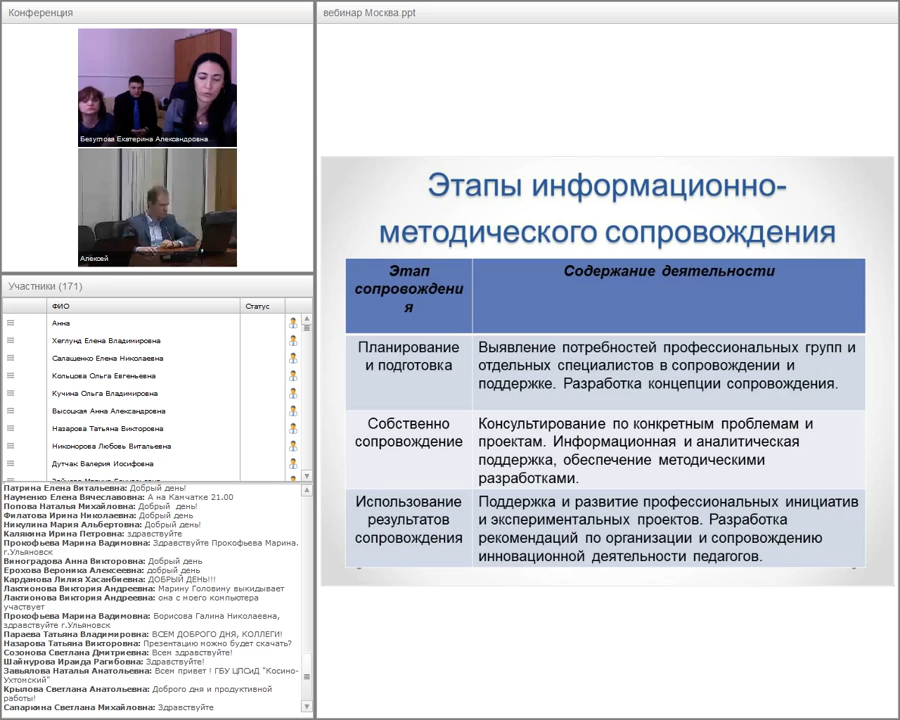 Конференция
Безуглова Екатерина Александровна
Алексей
Участники (171)
ФИО
Статус
Анна
Хеглунд Елена Владимировна
Салащенко Елена Николаевна
Кольцова Ольга Евгеньевна
Кучина Ольга Владимировна
Высоцкая Анна Александровна
Назарова Татьяна Викторовна
Никонорова Любовь Витальевна
Дутчак Валерия Иосифовна
Патрина Елена Витальевна: Добрый день!
Науменко Елена Вячеславовна: А на Камчатке 21.00
Попова Наталья Михайловна: Добрый день!
Филатова Ирина Николаевна: Добрый день
Никулина Мария Альбертовна: Добрый день!
Калякина Ирина Петровна: здравствуйте
Прокофьева Марина Вадимовна: Здравствуйте Прокофьева Марина.
г.Ульяновск
Виноградова Анна Викторовна: Добрый день
Ерохова Вероника Алексеевна: добрый день
Карданова Лилия Хасанбиевна: ДОБРЫЙ ДЕНЬ!!!
Лактионова Виктория Андреевна: Марину Головину выкидывает
Лактионова Виктория Андреевна: она с моего компьютера
участвует
Прокофьева Марина Вадимовна: Борисова Галина Николаевна,
здравствуйте г.Ульяновск
Параева Татьяна Владимировна: ВСЕМ ДОБРОГО ДНЯ, КОЛЛЕГИ!
Назарова Татьяна Викторовна: Презентацию можно будет скачать?
Созонова Светлана Дмитриевна: Всем здравствуйте!
Шайнурова Ираида Рагибовна: Здравствуйте!
Завьялова Наталья Анатольевна: Всем привет ! ГБУ ЦПСиД "Косино-
Ухтомский"
Крылова Светлана Анатольевна: Доброго дня и продуктивной
работы!
Сапаркина Светлана Михайловна: Здравствуйте
вебинар Москва.ppt
Этапы информационно-
методического сопровождения
Этап
сопровождени
я
Содержание деятельности
Планирование
и подготовка
Выявление потребностей профессиональных групп и
отдельных специалистов в сопровождении и
поддержке. Разработка концепции сопровождения.
Собственно
сопровождение
Консультирование по конкретным проблемам и
проектам. Информационная и аналитическая
поддержка, обеспечение методическими
разработками.
Использование
результатов
сопровождения
Поддержка и развитие профессиональных инициатив
и экспериментальных проектов. Разработка
рекомендаций по организации и сопровождению
инновационной деятельности педагогов.